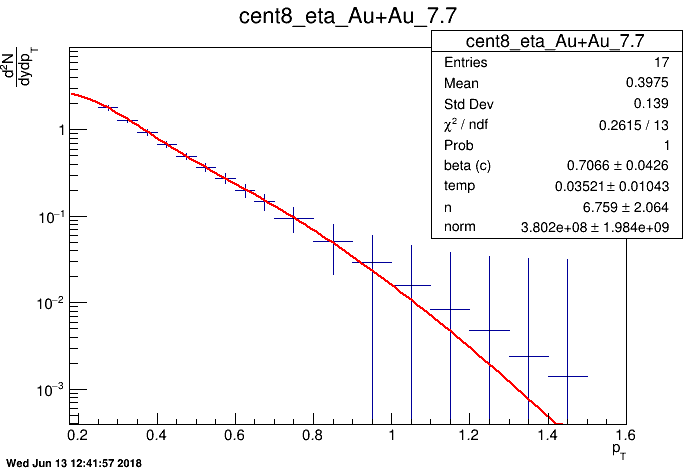 cent8_eta_Au+Au_7.7
d²N
dydp_T
cent8_eta_Au+Au_7.7
Entries 17
Mean 0.3975
Std Dev 0.139
χ² / ndf 0.2615 / 13
Prob 1
beta (c) 0.7066 ± 0.0426
temp 0.03521 ± 0.01043
n 6.759 ± 2.064
norm 3.802e+08 ± 1.984e+09
1
10⁻¹
10⁻²
10⁻³
0.2 0.4 0.6 0.8 1 1.2 1.4 1.6
p_T
Wed Jun 13 12:41:57 2018